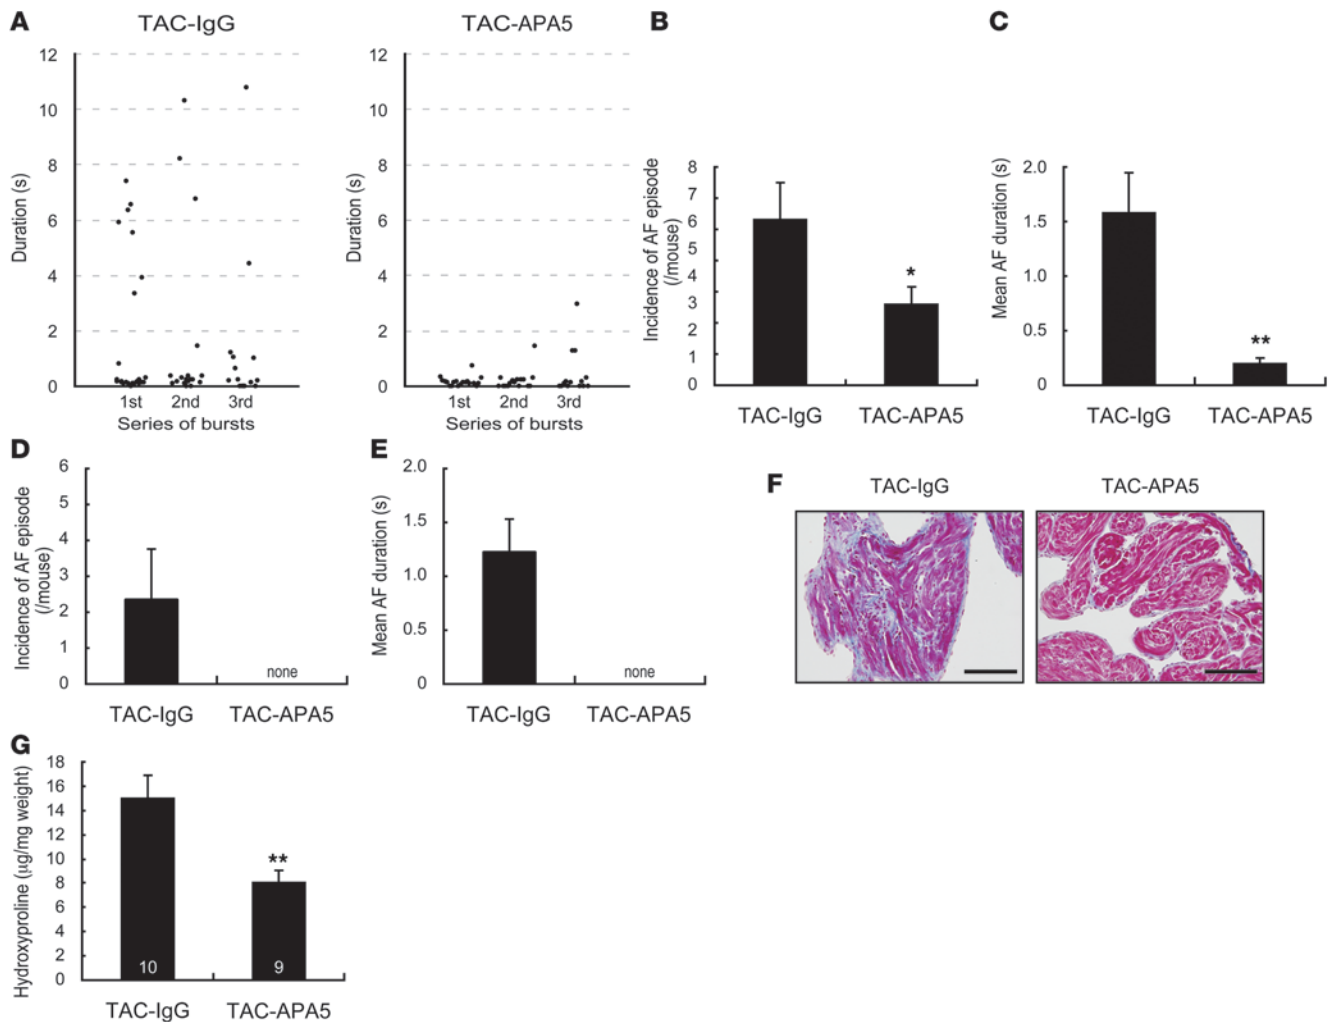 A
TAC-IgG
TAC-APA5
B
C
12
10
8
6
4
2
0
Duration (s)
1st 2nd 3rd
Series of bursts
12
10
8
6
4
2
0
Duration (s)
1st 2nd 3rd
Series of bursts
8
7
6
5
4
3
2
1
0
Incidence of AF episode
(/mouse)
*
TAC-IgG TAC-APA5
2.0
1.5
1.0
0.5
0
Mean AF duration (s)
**
TAC-IgG TAC-APA5
D
6
5
4
3
2
1
0
Incidence of AF episode
(/mouse)
none
TAC-IgG TAC-APA5
E
2.0
1.5
1.0
0.5
0
Mean AF duration (s)
none
TAC-IgG TAC-APA5
F
TAC-IgG
TAC-APA5
G
18
16
14
12
10
8
6
4
2
0
Hydroxyproline (μg/mg weight)
**
10
9
TAC-IgG TAC-APA5